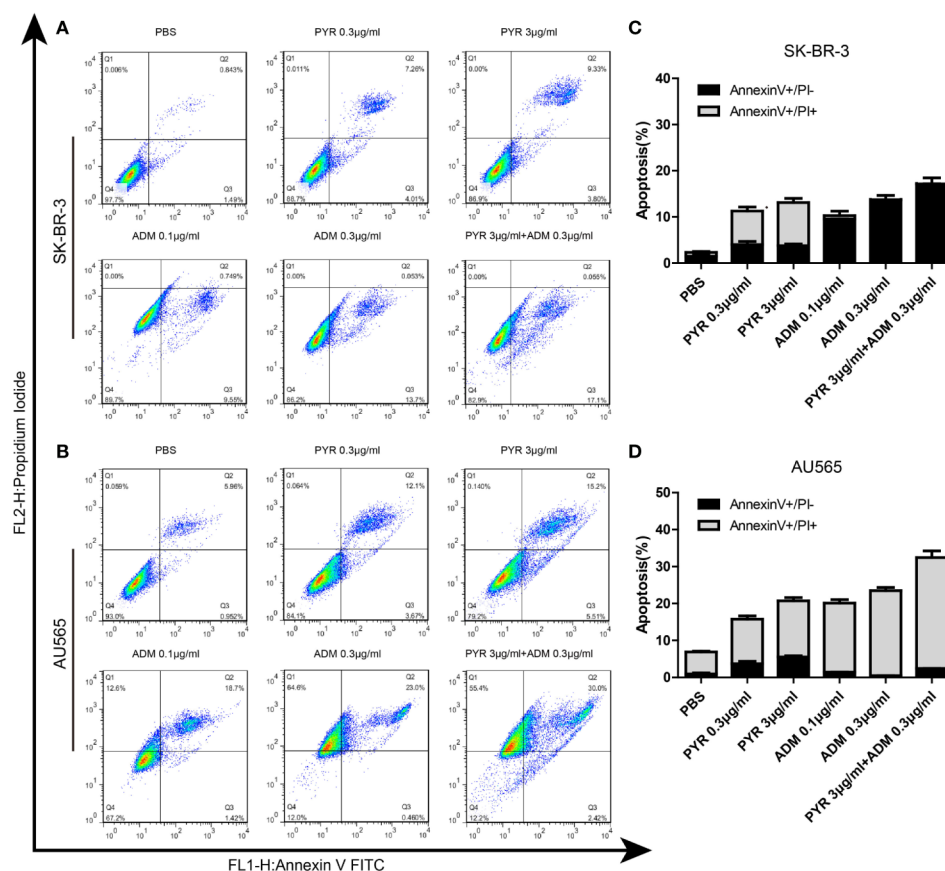 A
PBS
PYR 0.3μg/ml
PYR 3μg/ml
Q1
0.006%
Q2
0.843%
Q4
97.7%
Q3
1.49%
Q1
0.011%
Q2
7.26%
Q4
88.7%
Q3
4.01%
Q1
0.00%
Q2
9.33%
Q4
86.9%
Q3
3.80%
ADM 0.1μg/ml
ADM 0.3μg/ml
PYR 3μg/ml+ADM 0.3μg/ml
Q1
0.00%
Q2
0.749%
Q4
89.7%
Q3
9.55%
Q1
0.00%
Q2
0.053%
Q4
86.2%
Q3
13.7%
Q1
0.00%
Q2
Q4
82.9%
Q3
17.1%
SK-BR-3
B
PBS
PYR 0.3μg/ml
PYR 3μg/ml
Q1
0.059%
Q2
5.96%
Q4
93.0%
Q3
0.952%
Q1
0.064%
Q2
12.1%
Q4
84.1%
Q3
3.67%
Q1
0.140%
Q2
15.2%
Q4
79.2%
Q3
5.51%
ADM 0.1μg/ml
ADM 0.3μg/ml
PYR 3μg/ml+ADM 0.3μg/ml
Q1
12.6%
Q2
18.7%
Q4
67.2%
Q3
1.42%
Q1
64.6%
Q2
23.0%
Q4
12.0%
Q3
0.460%
Q1
55.4%
Q2
30.0%
Q4
12.2%
Q3
2.42%
AU565
FL2-H:Propidium Iodide
FL1-H:Annexin V FITC
C
SK-BR-3
AnnexinV+/PI-
AnnexinV+/PI+
Apoptosis(%)
40
30
20
10
0
PBS
PYR 0.3μg/ml
PYR 3μg/ml
ADM 0.1μg/ml
ADM 0.3μg/ml
PYR 3μg/ml+ADM 0.3μg/ml
D
AU565
AnnexinV+/PI-
AnnexinV+/PI+
Apoptosis(%)
50
40
30
20
10
0
PBS
PYR 0.3μg/ml
PYR 3μg/ml
ADM 0.1μg/ml
ADM 0.3μg/ml
PYR 3μg/ml+ADM 0.3μg/ml